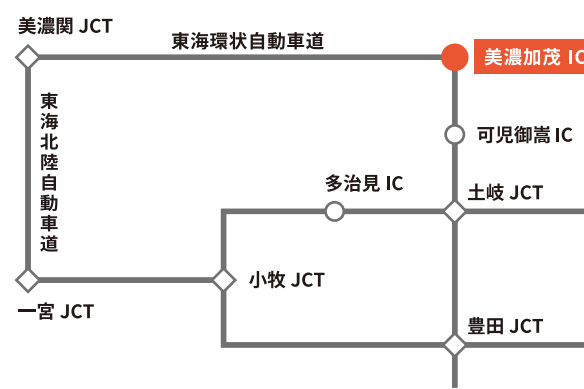 美濃関 JCT
東海環状自動車道
美濃加茂 IC
東海北陸自動車道
可児御嵩 IC
多治見 IC
土岐 JCT
小牧 JCT
一宮 JCT
豊田 JCT